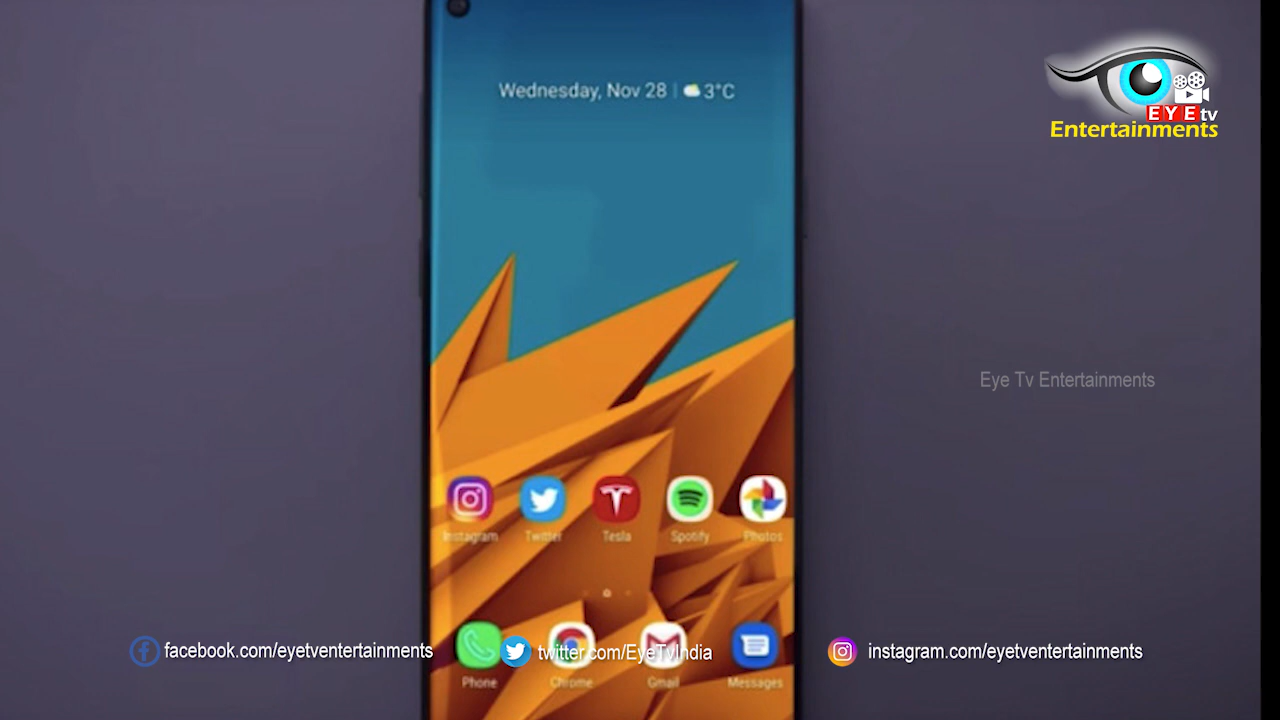 Wednesday, Nov 28 | 3°C
EYE tv
Entertainments
Eye Tv Entertainments
Instagram
Twitter
Tesla
Spotify
Photos
facebook.com/eyetventertainments
twitter.com/EyeTvIndia
instagram.com/eyetventertainments
Phone
Chrome
Gmail
Messages